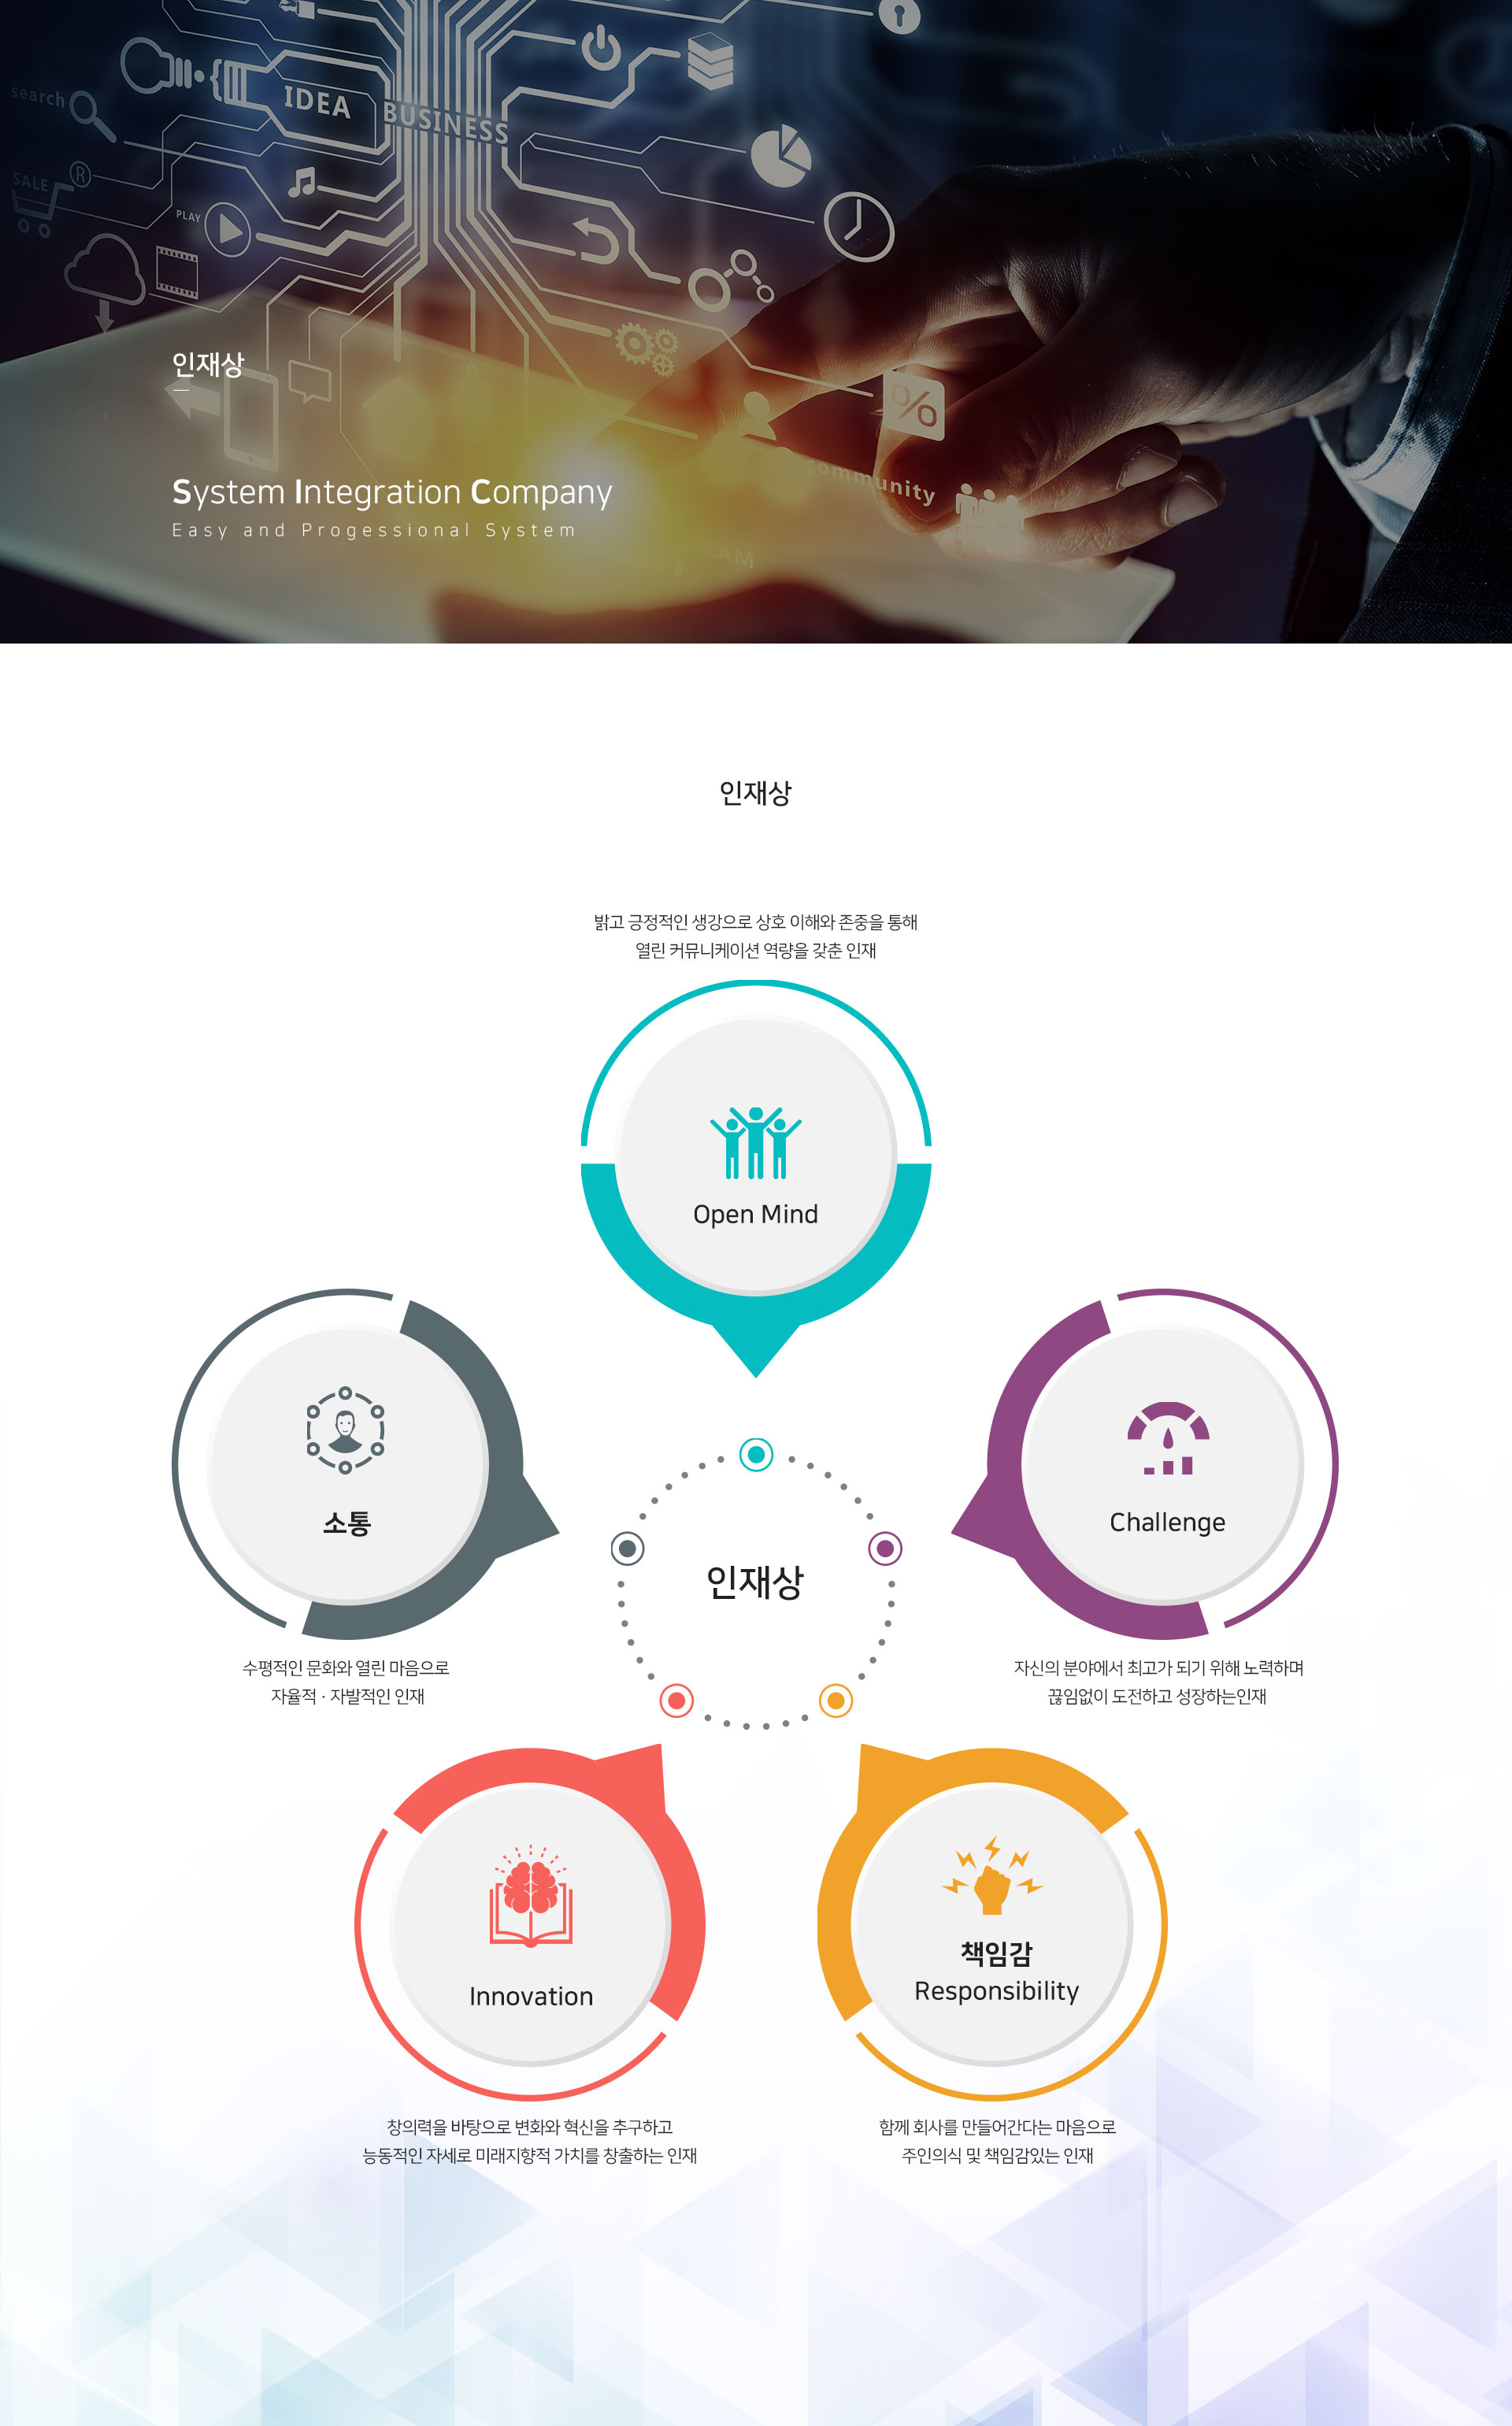 search
IDEA
BUSINESS
SALE
®
PLAY
인재상
%
community
System Integration Company
Easy and Progessional System
인재상
밝고 긍정적인 생강으로 상호 이해와 존중을 통해
열린 커뮤니케이션 역량을 갖춘 인재
Open Mind
소통
Challenge
인재상
수평적인 문화와 열린 마음으로
자율적 · 자발적인 인재
자신의 분야에서 최고가 되기 위해 노력하며
끊임없이 도전하고 성장하는인재
Innovation
책임감
Responsibility
창의력을 바탕으로 변화와 혁신을 추구하고
능동적인 자세로 미래지향적 가치를 창출하는 인재
함께 회사를 만들어간다는 마음으로
주인의식 및 책임감있는 인재